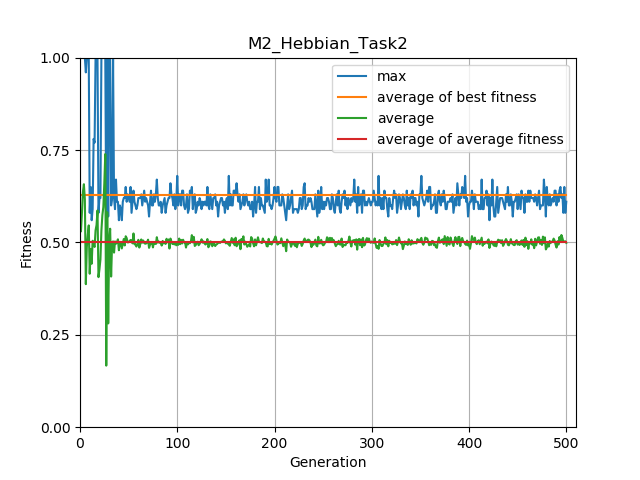 M2_Hebbian_Task2
1.00
0.75
0.50
0.25
0.00
Fitness
max
average of best fitness
average
average of average fitness
0 100 200 300 400 500
Generation